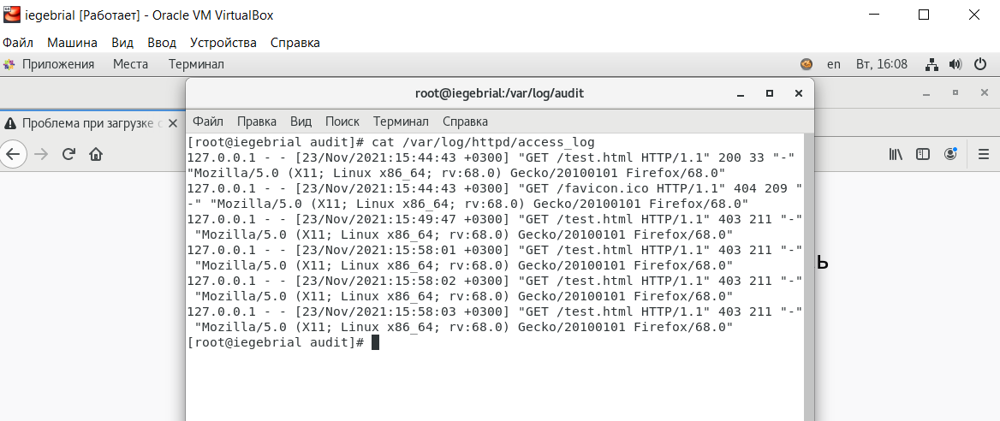 iegebrial [Работает] - Oracle VM VirtualBox
Файл Машина Вид Ввод Устройства Справка
Приложения Места Терминал en Вт, 16:08
root@iegebrial:/var/log/audit
Проблема при загрузке с
Файл Правка Вид Поиск Терминал Справка
[root@iegebrial audit]# cat /var/log/httpd/access_log
127.0.0.1 - - [23/Nov/2021:15:44:43 +0300] "GET /test.html HTTP/1.1" 200 33 "-"
"Mozilla/5.0 (X11; Linux x86_64; rv:68.0) Gecko/20100101 Firefox/68.0"
127.0.0.1 - - [23/Nov/2021:15:44:43 +0300] "GET /favicon.ico HTTP/1.1" 404 209 "
-" "Mozilla/5.0 (X11; Linux x86_64; rv:68.0) Gecko/20100101 Firefox/68.0"
127.0.0.1 - - [23/Nov/2021:15:49:47 +0300] "GET /test.html HTTP/1.1" 403 211 "-"
"Mozilla/5.0 (X11; Linux x86_64; rv:68.0) Gecko/20100101 Firefox/68.0"
127.0.0.1 - - [23/Nov/2021:15:58:01 +0300] "GET /test.html HTTP/1.1" 403 211 "-"
"Mozilla/5.0 (X11; Linux x86_64; rv:68.0) Gecko/20100101 Firefox/68.0"
127.0.0.1 - - [23/Nov/2021:15:58:02 +0300] "GET /test.html HTTP/1.1" 403 211 "-"
"Mozilla/5.0 (X11; Linux x86_64; rv:68.0) Gecko/20100101 Firefox/68.0"
127.0.0.1 - - [23/Nov/2021:15:58:03 +0300] "GET /test.html HTTP/1.1" 403 211 "-"
"Mozilla/5.0 (X11; Linux x86_64; rv:68.0) Gecko/20100101 Firefox/68.0"
[root@iegebrial audit]#